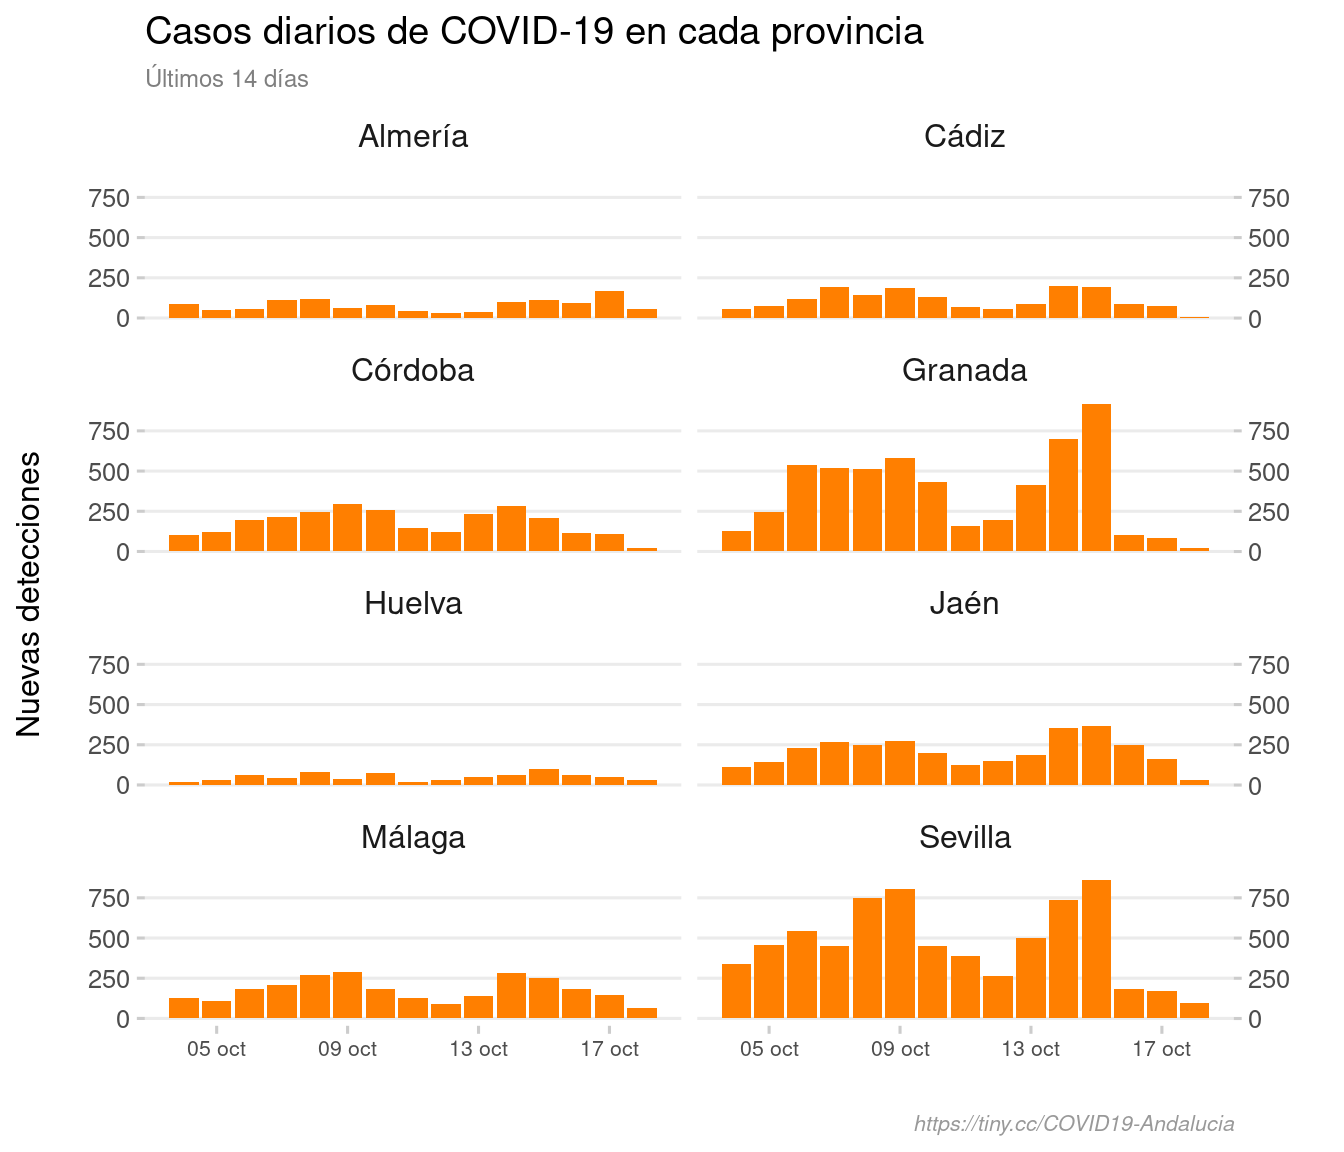 Casos diarios de COVID-19 en cada provincia
Últimos 14 días
Almería
Cádiz
750
500
250
0
750
500
250
0
Córdoba
Granada
750
500
250
0
750
500
250
0
Nuevas detecciones
Huelva
Jaén
750
500
250
0
750
500
250
0
Málaga
Sevilla
750
500
250
0
750
500
250
0
05 oct 09 oct 13 oct 17 oct
05 oct 09 oct 13 oct 17 oct
https://tiny.cc/COVID19-Andalucia